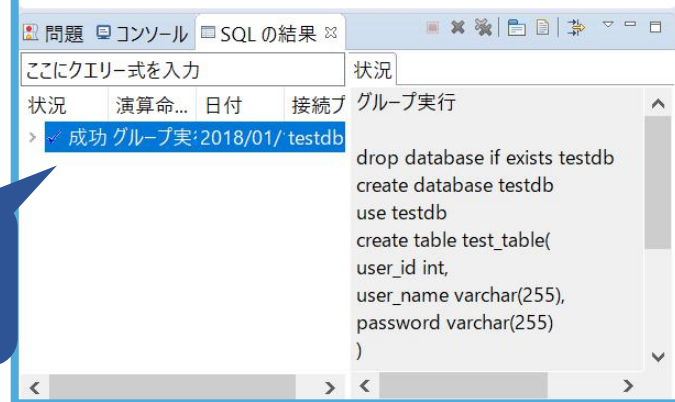 問題 コンソール SQL の結果
ここにクエリー式を入力
状況 演算命... 日付 接続プ
成功 グループ実 2018/01/ testdb
状況
グループ実行
drop database if exists testdb
create database testdb
use testdb
create table test_table(
user_id int,
user_name varchar(255),
password varchar(255)
)